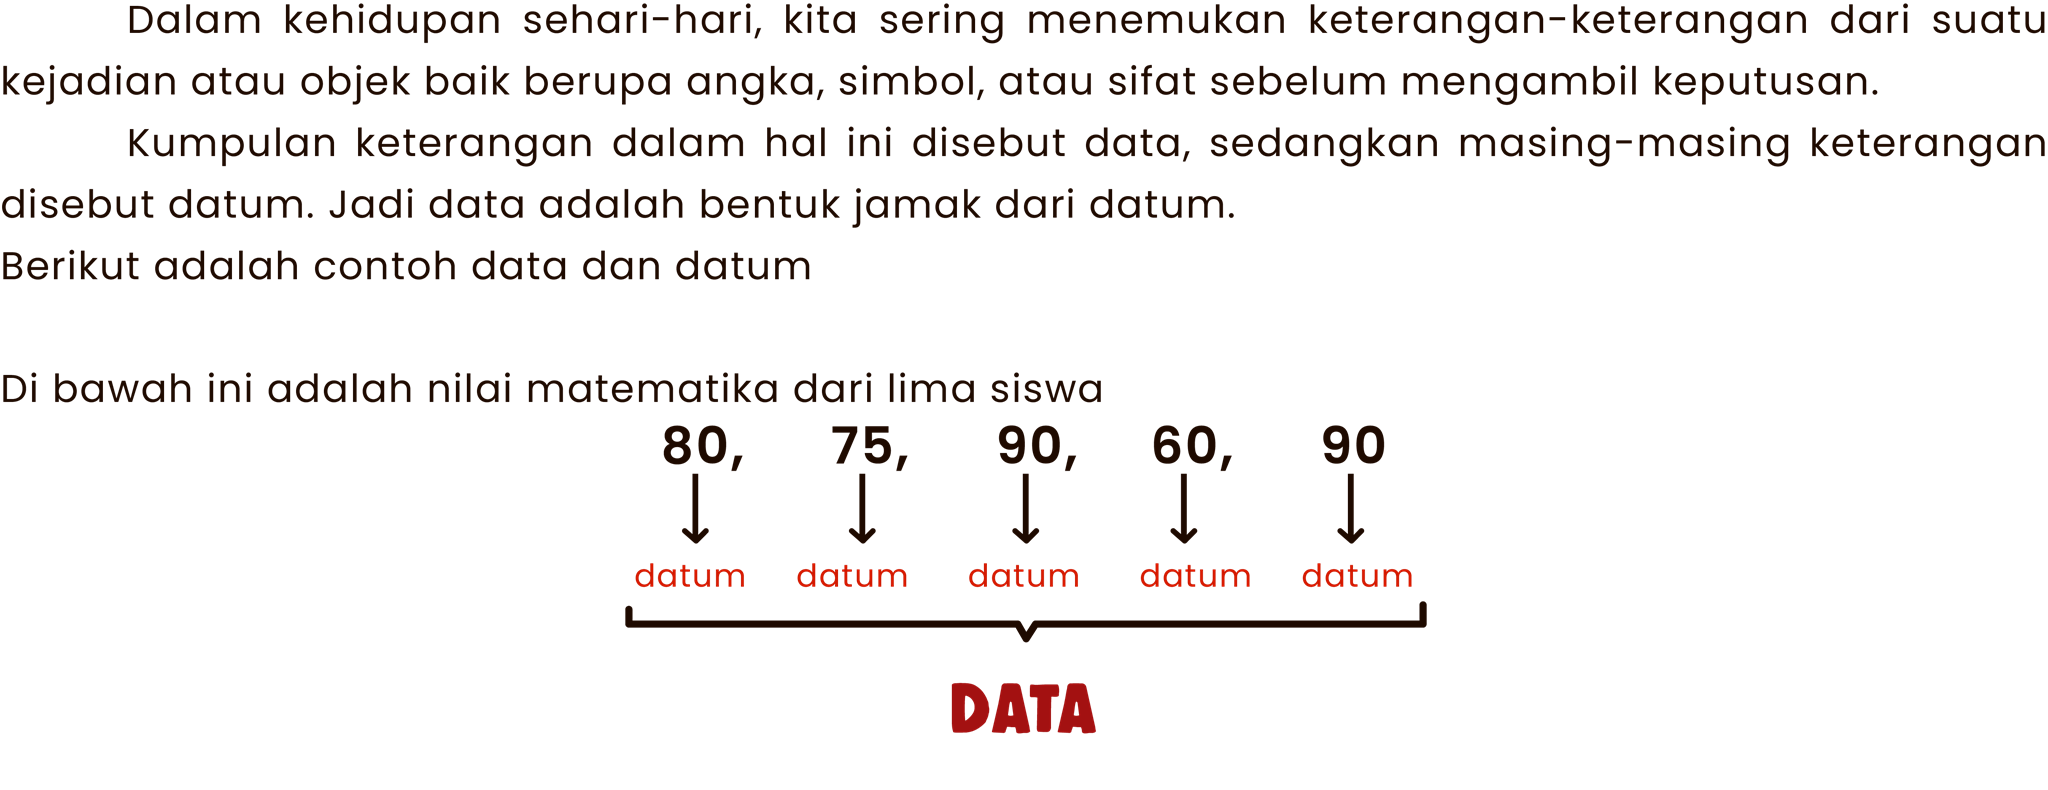 Dalam kehidupan sehari-hari, kita sering menemukan keterangan-keterangan dari suatu
kejadian atau objek baik berupa angka, simbol, atau sifat sebelum mengambil keputusan.
Kumpulan keterangan dalam hal ini disebut data, sedangkan masing-masing keterangan
disebut datum. Jadi data adalah bentuk jamak dari datum.
Berikut adalah contoh data dan datum
Di bawah ini adalah nilai matematika dari lima siswa
80, 75, 90, 60, 90
datum datum datum datum datum
DATA